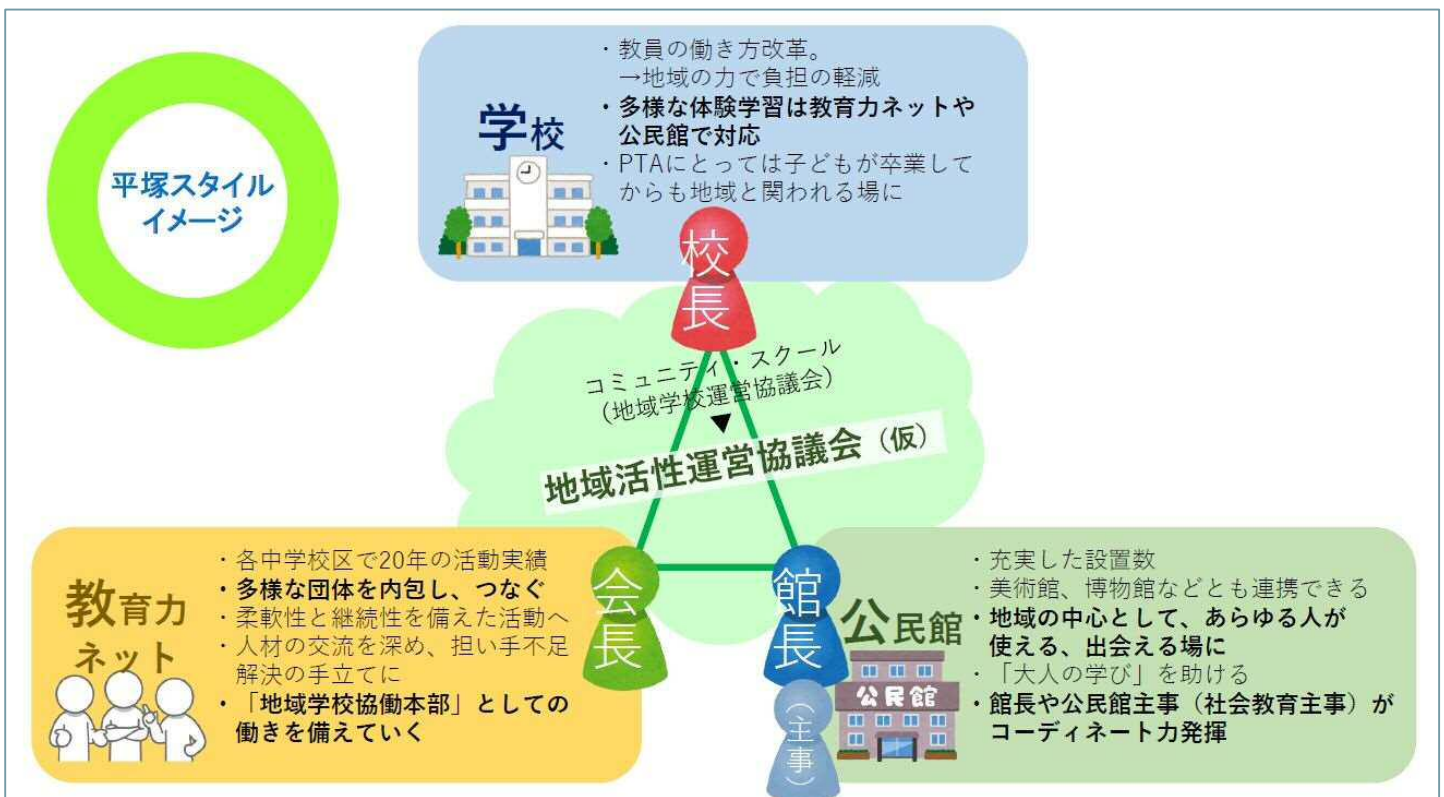 平塚スタイル
イメージ
学校
・教員の働き方改革。
→地域の力で負担の軽減
・多様な体験学習は教育力ネットや
公民館で対応
・PTAにとっては子どもが卒業して
からも地域と関われる場に
校長
コミュニティ・スクール
(地域学校運営協議会)
▼
地域活性運営協議会(仮)
教育力
ネット
・各中学校区で20年の活動実績
・多様な団体を内包し、つなぐ
・柔軟性と継続性を備えた活動へ
・人材の交流を深め、担い手不足
解決の手立てに
・「地域学校協働本部」としての
働きを備えていく
会長
館長
(主事)
公民館
公民館
・充実した設置数
・美術館、博物館などとも連携できる
・地域の中心として、あらゆる人が
使える、出会える場に
・「大人の学び」を助ける
・館長や公民館主事(社会教育主事)が
コーディネート力発揮